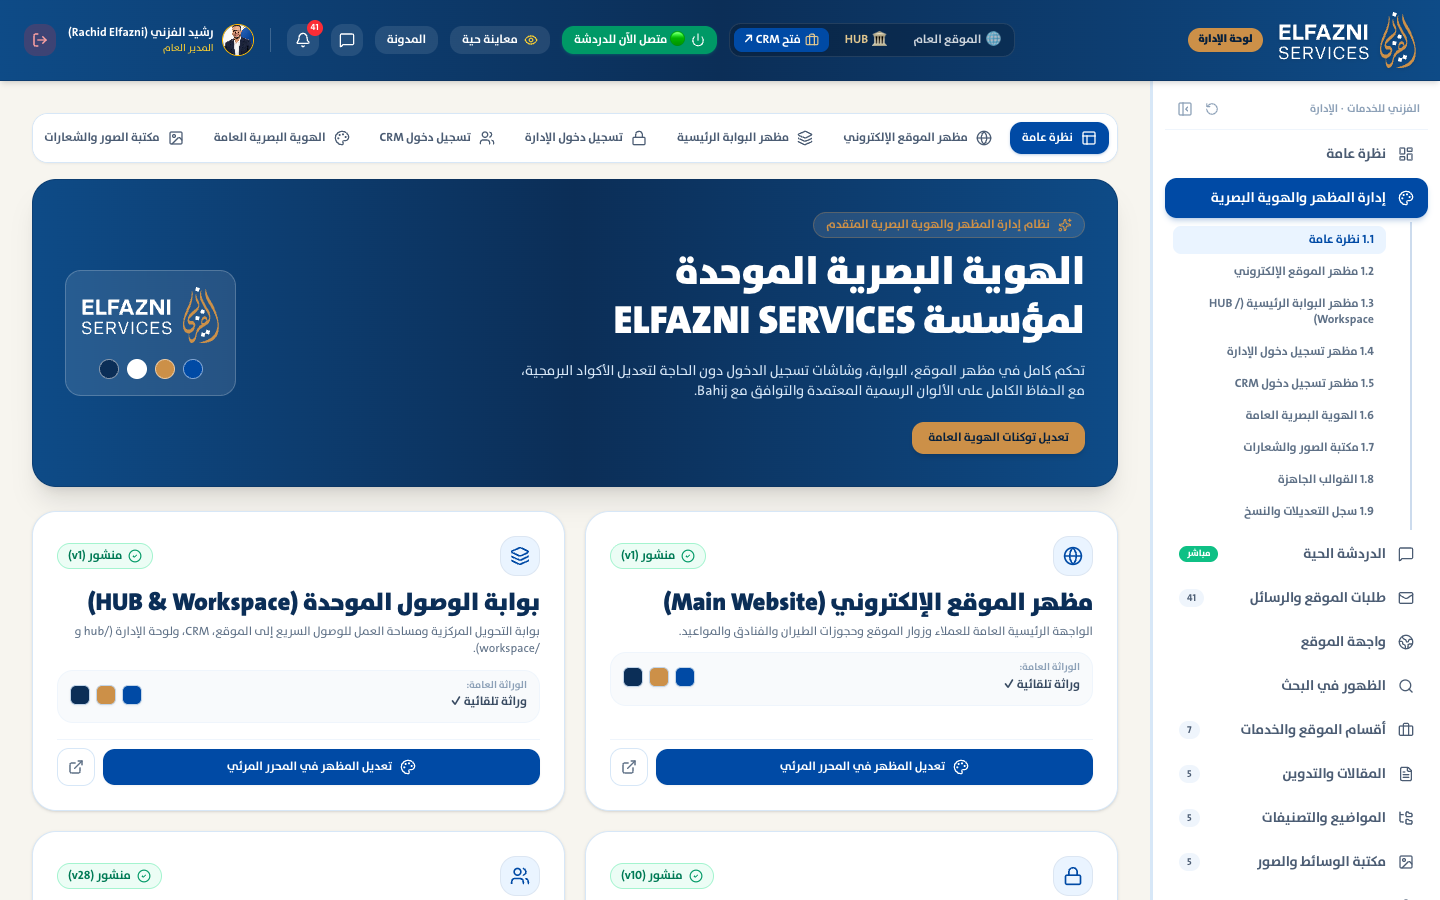 ELFAZNI
SERVICES
لوحة الإدارة
الموقع العام
HUB
فتح CRM ↗
متصل الآن للدردشة
معاينة حية
المدونة
41
رشيد الفزني (Rachid Elfazni)
المدير العام
الفزني للخدمات · الإدارة
نظرة عامة
إدارة المظهر والهوية البصرية
1.1 نظرة عامة
1.2 مظهر الموقع الإلكتروني
1.3 مظهر البوابة الرئيسية (/ HUB
Workspace)
1.4 مظهر تسجيل دخول الإدارة
1.5 مظهر تسجيل دخول CRM
1.6 الهوية البصرية العامة
1.7 مكتبة الصور والشعارات
1.8 القوالب الجاهزة
1.9 سجل التعديلات والنسخ
الدردشة الحية
مباشر
طلبات الموقع والرسائل
41
واجهة الموقع
الظهور في البحث
أقسام الموقع والخدمات
7
المقالات والتدوين
5
المواضيع والتصنيفات
5
مكتبة الوسائط والصور
5
نظرة عامة
مظهر الموقع الإلكتروني
مظهر البوابة الرئيسية
تسجيل دخول الإدارة
تسجيل دخول CRM
الهوية البصرية العامة
مكتبة الصور والشعارات
نظام إدارة المظهر والهوية البصرية المتقدم
الهوية البصرية الموحدة
لمؤسسة ELFAZNI SERVICES
تحكم كامل في مظهر الموقع، البوابة، وشاشات تسجيل الدخول دون الحاجة لتعديل الأكواد البرمجية،
مع الحفاظ الكامل على الألوان الرسمية المعتمدة والتوافق مع Bahij.
تعديل توكنات الهوية العامة
ELFAZNI
SERVICES
منشور (v1)
مظهر الموقع الإلكتروني (Main Website)
الواجهة الرئيسية العامة للعملاء وزوار الموقع وحجوزات الطيران والفنادق والمواعيد.
الوراثة العامة:
وراثة تلقائية ✓
تعديل المظهر في المحرر المرئي
منشور (v1)
بوابة الوصول الموحدة (HUB & Workspace)
بوابة التحويل المركزية ومساحة العمل للوصول السريع إلى الموقع، CRM، ولوحة الإدارة (/hub و
/workspace).
الوراثة العامة:
وراثة تلقائية ✓
تعديل المظهر في المحرر المرئي
منشور (v10)
منشور (v28)